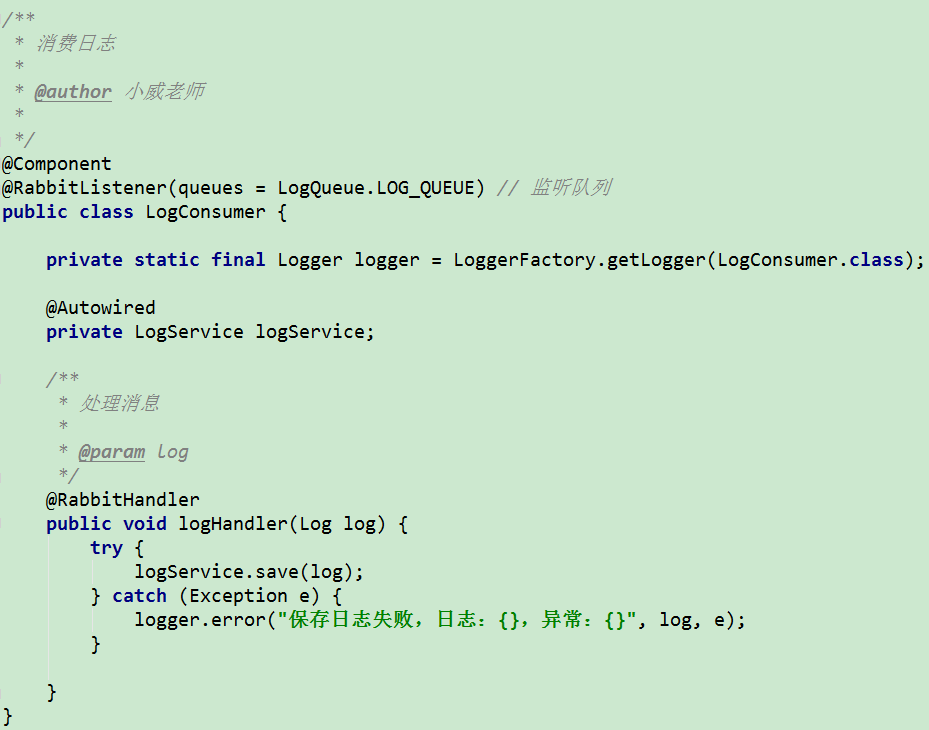 /**
 * 消费日志
 *
 * @author 小威老师
 *
 */
@Component
@RabbitListener(queues = LogQueue.LOG_QUEUE) // 监听队列
public class LogConsumer {
    private static final Logger logger = LoggerFactory.getLogger(LogConsumer.class);
    @Autowired
    private LogService logService;
    /**
     * 处理消息
     *
     * @param log
     */
    @RabbitHandler
    public void logHandler(Log log) {
        try {
            logService.save(log);
        } catch (Exception e) {
            logger.error("保存日志失败，日志：{}，异常：{}", log, e);
        }
    }
}